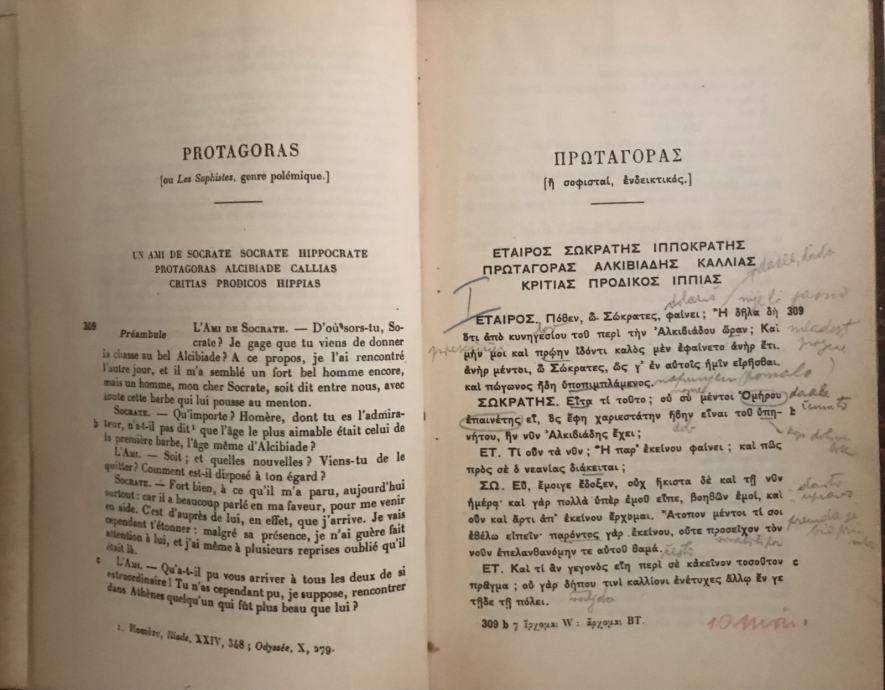 PROTAGORAS
[ou Les Sophistes, genre polémique.]
UN AMI DE SOCRATE SOCRATE HIPPOCRATE
PROTAGORAS ALCIBIADE CALLIAS
CRITIAS PRODICOS HIPPIAS
309 Préambule L'AMI DE SOCRATE. — D'où sors-tu, So-
crate ? Je gage que tu viens de donner
la chasse au bel Alcibiade ? A ce propos, je l'ai rencontré
l'autre jour, et il m'a semblé un fort bel homme encore,
mais un homme, mon cher Socrate, soit dit entre nous, avec
toute cette barbe qui lui pousse au menton.
SOCRATE. — Qu'importe ? Homère, dont tu es l'admira-
b teur, n'a-t-il pas dit¹ que l'âge le plus aimable était celui de
la première barbe, l'âge même d'Alcibiade ?
L'AMI. — Soit ; et quelles nouvelles ? Viens-tu de le
quitter ? Comment est-il disposé à ton égard ?
SOCRATE. — Fort bien, à ce qu'il m'a paru, aujourd'hui
surtout : car il a beaucoup parlé en ma faveur, pour me venir
en aide. C'est d'auprès de lui, en effet, que j'arrive. Je vais
cependant t'étonner : malgré sa présence, je n'ai guère fait
attention à lui, et j'ai même à plusieurs reprises oublié qu'il
était là.
c L'AMI. — Qu'a-t-il pu vous arriver à tous les deux de si
extraordinaire ! Tu n'as cependant pu, je suppose, rencontrer
dans Athènes quelqu'un qui fût plus beau que lui ?
1. Homère, Iliade, XXIV, 348 ; Odyssée, X, 279.
ΠΡΩΤΑΓΟΡΑΣ
[ἢ σοφισταί, ἐνδεικτικός.]
ΕΤΑΙΡΟΣ ΣΩΚΡΑΤΗΣ ΙΠΠΟΚΡΑΤΗΣ
ΠΡΩΤΑΓΟΡΑΣ ΑΛΚΙΒΙΑΔΗΣ ΚΑΛΛΙΑΣ
ΚΡΙΤΙΑΣ ΠΡΟΔΙΚΟΣ ΙΠΠΙΑΣ
ΕΤΑΙΡΟΣ. Πόθεν, ὦ Σώκρατες, φαίνει ; Ἢ δῆλα δὴ 309
ὅτι ἀπὸ κυνηγεσίου τοῦ περὶ τὴν Ἀλκιβιάδου ὥραν ; Καὶ
μήν μοι καὶ πρῴην ἰδόντι καλὸς μὲν ἐφαίνετο ἀνὴρ ἔτι,
ἀνὴρ μέντοι, ὦ Σώκρατες, ὥς γ' ἐν αὐτοῖς ἡμῖν εἰρῆσθαι,
καὶ πώγωνος ἤδη ὑποπιμπλάμενος.
ΣΩΚΡΑΤΗΣ. Εἶτα τί τοῦτο ; οὐ σὺ μέντοι Ὁμήρου
ἐπαινέτης εἶ, ὃς ἔφη χαριεστάτην ἥβην εἶναι τοῦ ὑπη- b
νήτου, ἣν νῦν Ἀλκιβιάδης ἔχει ;
ΕΤ. Τί οὖν τὰ νῦν ; Ἢ παρ' ἐκείνου φαίνει ; καὶ πῶς
πρὸς σὲ ὁ νεανίας διάκειται ;
ΣΩ. Εὖ, ἔμοιγε ἔδοξεν, οὐχ ἥκιστα δὲ καὶ τῇ νῦν
ἡμέρᾳ· καὶ γὰρ πολλὰ ὑπὲρ ἐμοῦ εἶπε, βοηθῶν ἐμοί, καὶ
οὖν καὶ ἄρτι ἀπ' ἐκείνου ἔρχομαι. Ἄτοπον μέντοι τί σοι
ἐθέλω εἰπεῖν· παρόντος γὰρ ἐκείνου, οὔτε προσεῖχον τὸν
νοῦν ἐπελανθανόμην τε αὐτοῦ θαμά.
ΕΤ. Καὶ τί ἂν γεγονὸς εἴη περὶ σὲ κἀκεῖνον τοσοῦτον c
πρᾶγμα ; οὐ γὰρ δήπου τινὶ καλλίονι ἐνέτυχες ἄλλῳ ἔν γε
τῇδε τῇ πόλει.
309 b 7 ἔρχομαι W : ἄρχομαι BT.